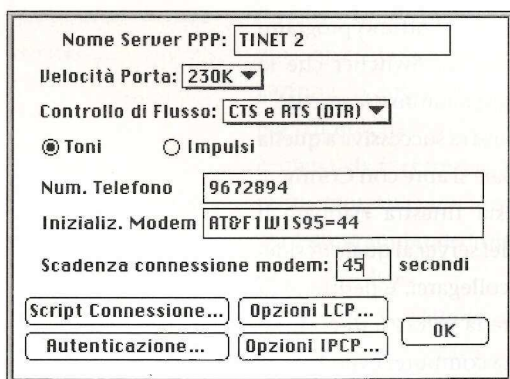 Nome Server PPP: TINET 2
Velocità Porta: 230K
Controllo di Flusso: CTS e RTS (DTR)
Toni Impulsi
Num. Telefono 9672894
Inizializ. Modem AT&F1W1S95=44
Scadenza connessione modem: 45 secondi
Script Connessione... Opzioni LCP...
Autenticazione... Opzioni IPCP... OK